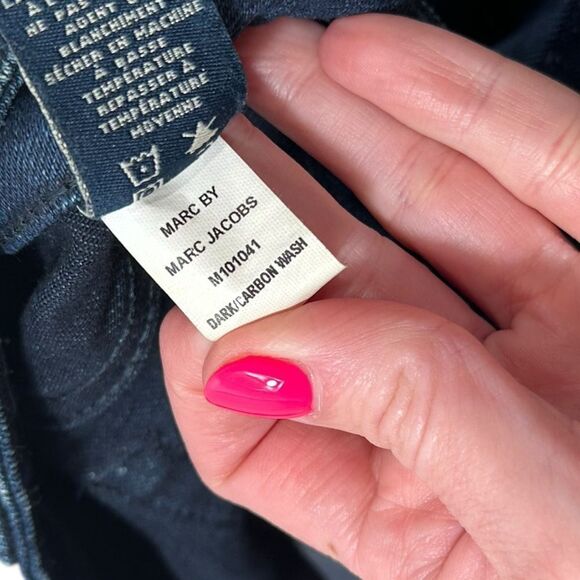 NE PAS
AGENT
BLANCHIMENT
SÉCHER EN MACHINE
À BASSE
TEMPÉRATURE
REPASSER À
TEMPÉRATURE
MOYENNE
MARC BY
MARC JACOBS
M101041
DARK/CARBON WASH